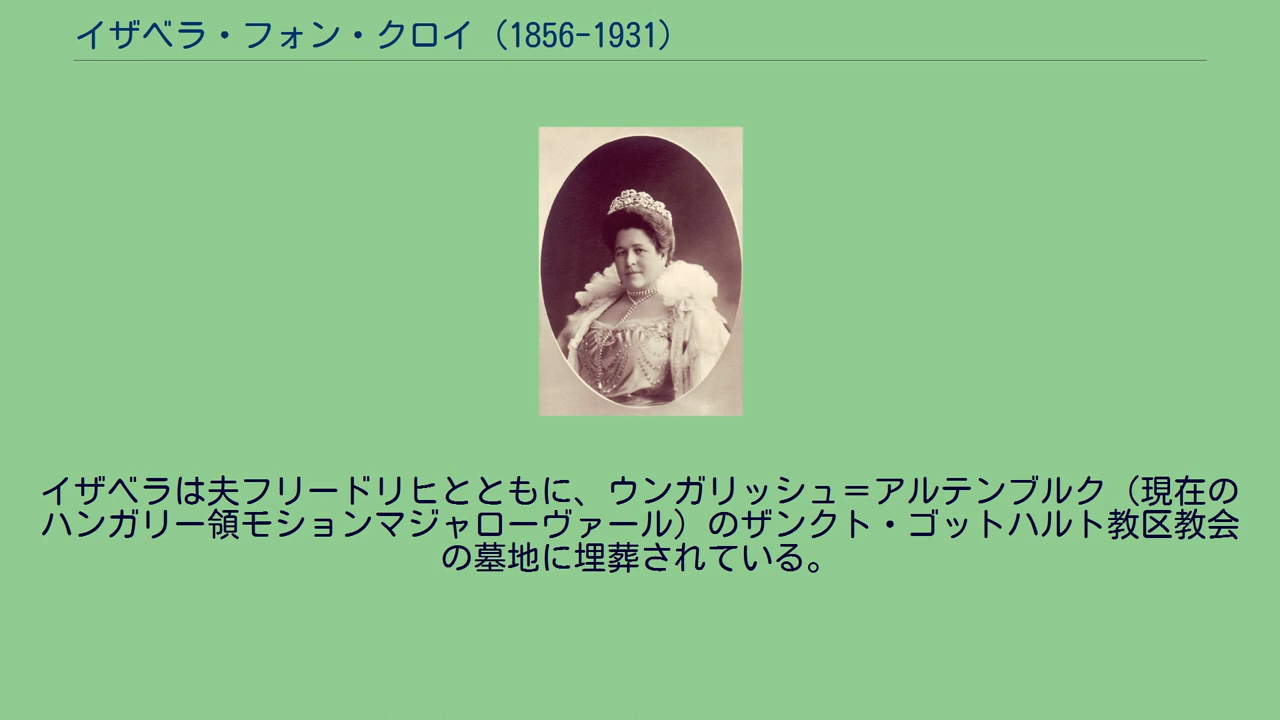 イザベラ・フォン・クロイ（1856-1931）
イザベラは夫フリードリヒとともに、ウンガリッシュ＝アルテンブルク（現在の
ハンガリー領モションマジャローヴァール）のザンクト・ゴットハルト教区教会
の墓地に埋葬されている。